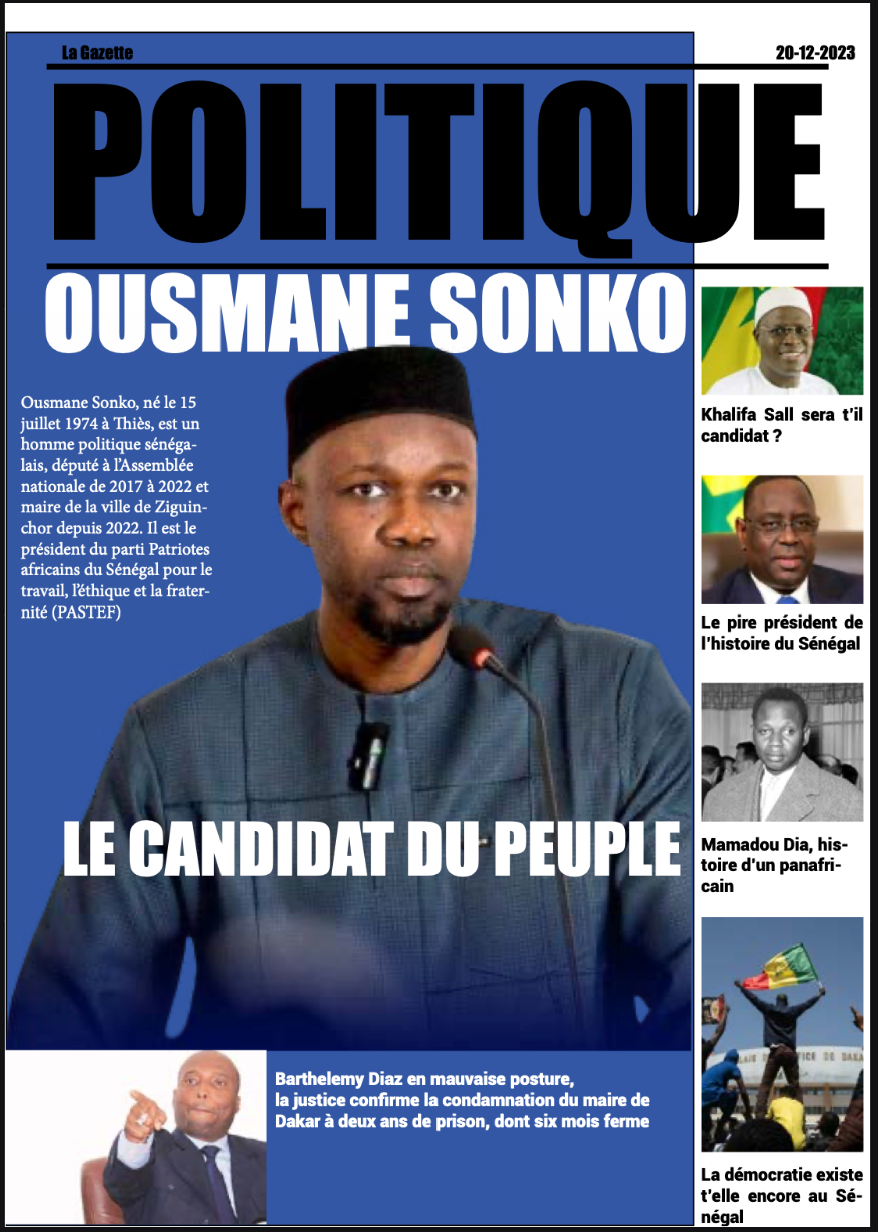 La Gazette
20-12-2023
POLITIQUE
OUSMANE SONKO
Ousmane Sonko, né le 15
juillet 1974 à Thiès, est un
homme politique sénéga-
lais, député à l'Assemblée
nationale de 2017 à 2022 et
maire de la ville de Ziguin-
chor depuis 2022. Il est le
président du parti Patriotes
africains du Sénégal pour le
travail, l'éthique et la frater-
nité (PASTEF)
LE CANDIDAT DU PEUPLE
Barthelemy Diaz en mauvaise posture,
la justice confirme la condamnation du maire de
Dakar à deux ans de prison, dont six mois ferme
Khalifa Sall sera t'il
candidat ?
Le pire président de
l'histoire du Sénégal
Mamadou Dia, his-
toire d'un panafri-
cain
DE DAKA
La démocratie existe
t'elle encore au Sé-
négal